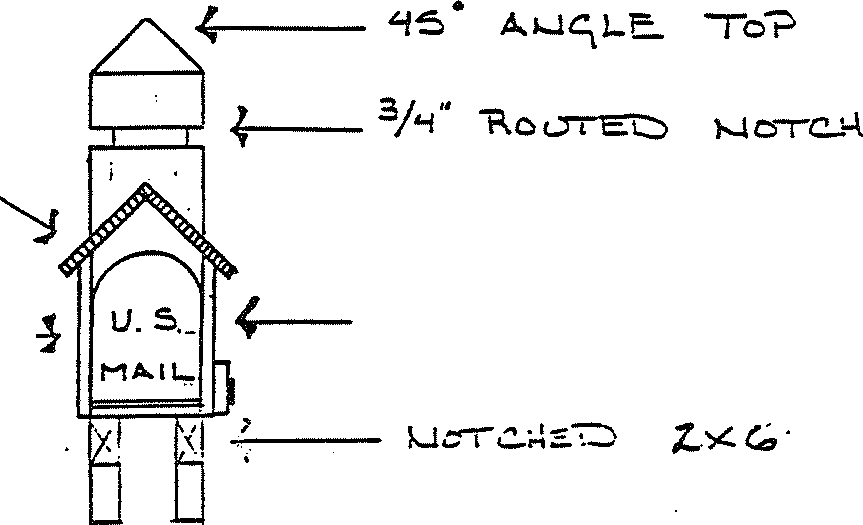 45° ANGLE TOP
3/4" ROUTED NOTCH
U.S.
MAIL
NOTCHED 2X6